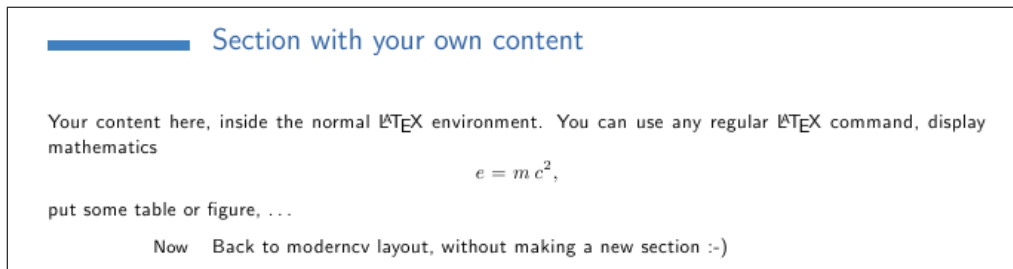 Section with your own content
Your content here, inside the normal LATEX environment. You can use any regular LATEX command, display
mathematics
e = m c²,
put some table or figure, ...
Now Back to moderncv layout, without making a new section :-)